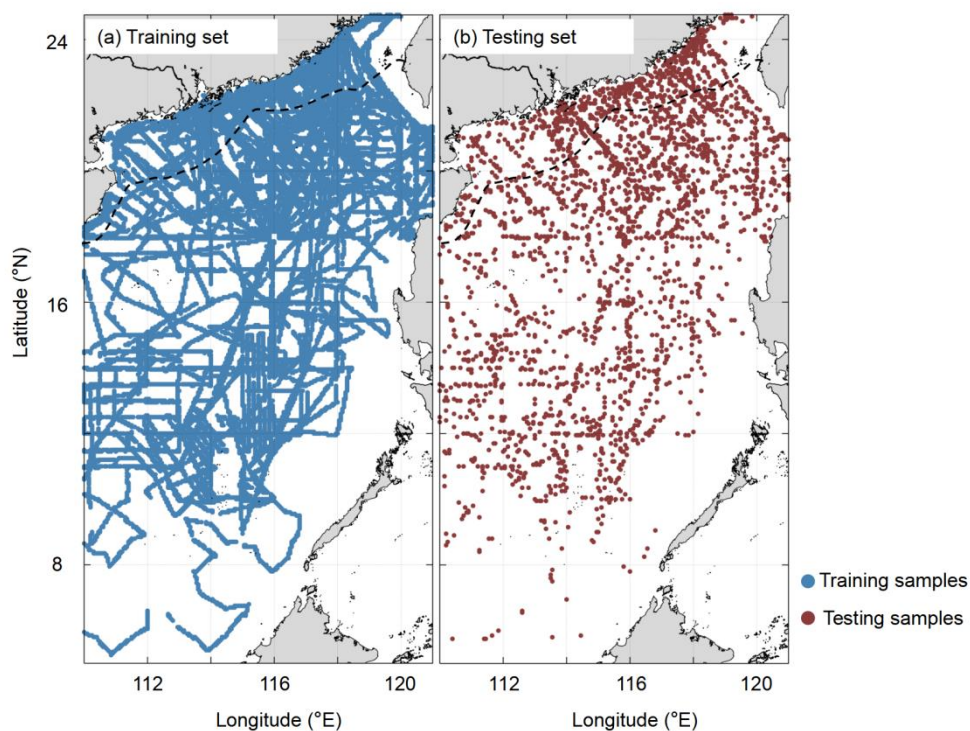 (a) Training set
(b) Testing set
24
16
8
Latitude (°N)
112
116
120
112
116
120
Longitude (°E)
Longitude (°E)
Training samples
Testing samples